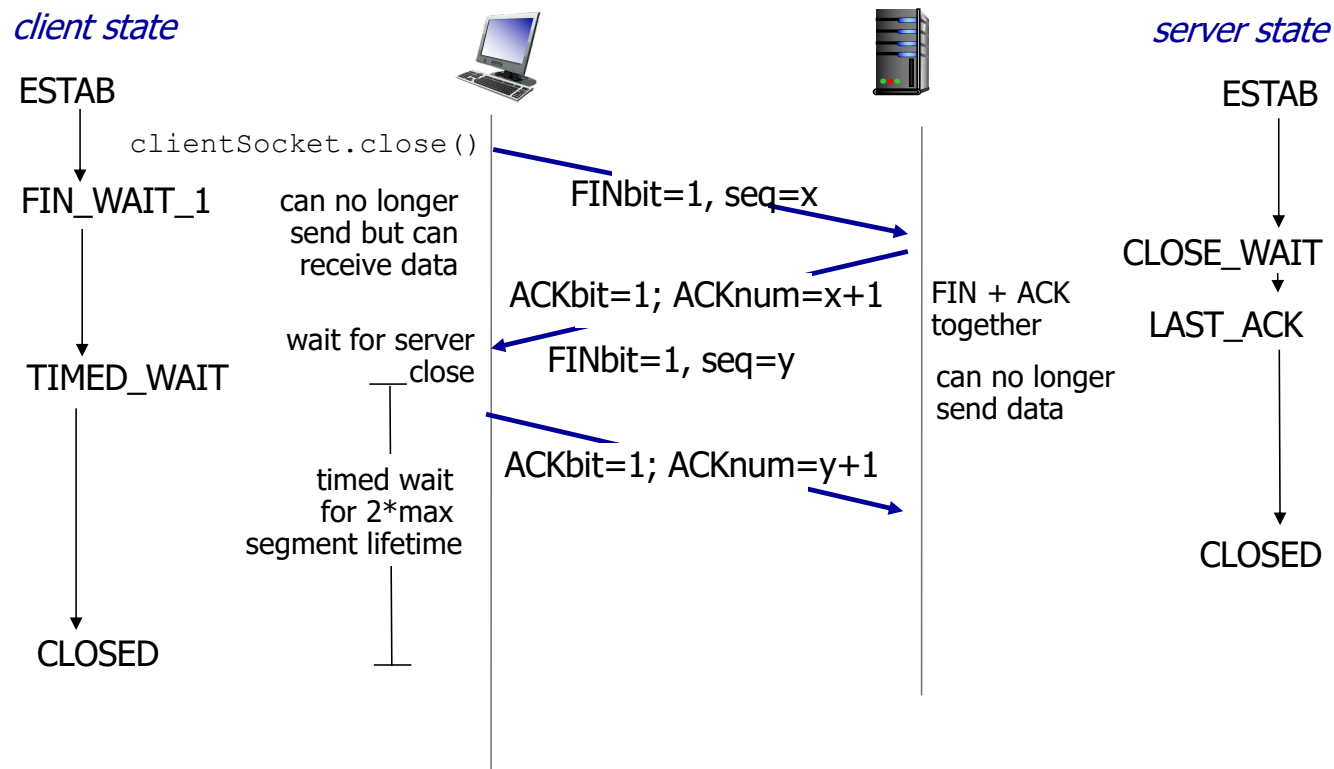 client state
server state
ESTAB
ESTAB
clientSocket.close()
FIN_WAIT_1
FINbit=1, seq=x
can no longer
send but can
receive data
CLOSE_WAIT
ACKbit=1; ACKnum=x+1
FIN + ACK
together
LAST_ACK
wait for server
close
FINbit=1, seq=y
TIMED_WAIT
can no longer
send data
ACKbit=1; ACKnum=y+1
timed wait
for 2*max
segment lifetime
CLOSED
CLOSED